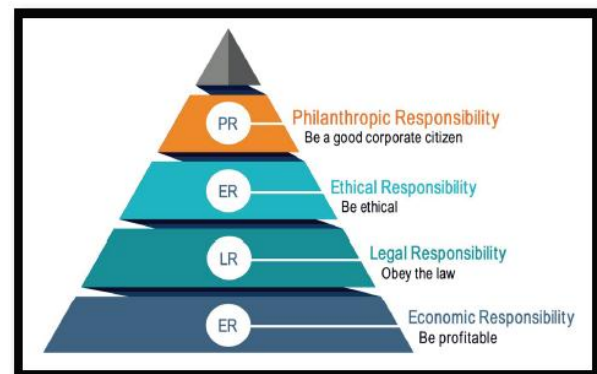 PR
Philanthropic Responsibility
Be a good corporate citizen
ER
Ethical Responsibility
Be ethical
LR
Legal Responsibility
Obey the law
ER
Economic Responsibility
Be profitable